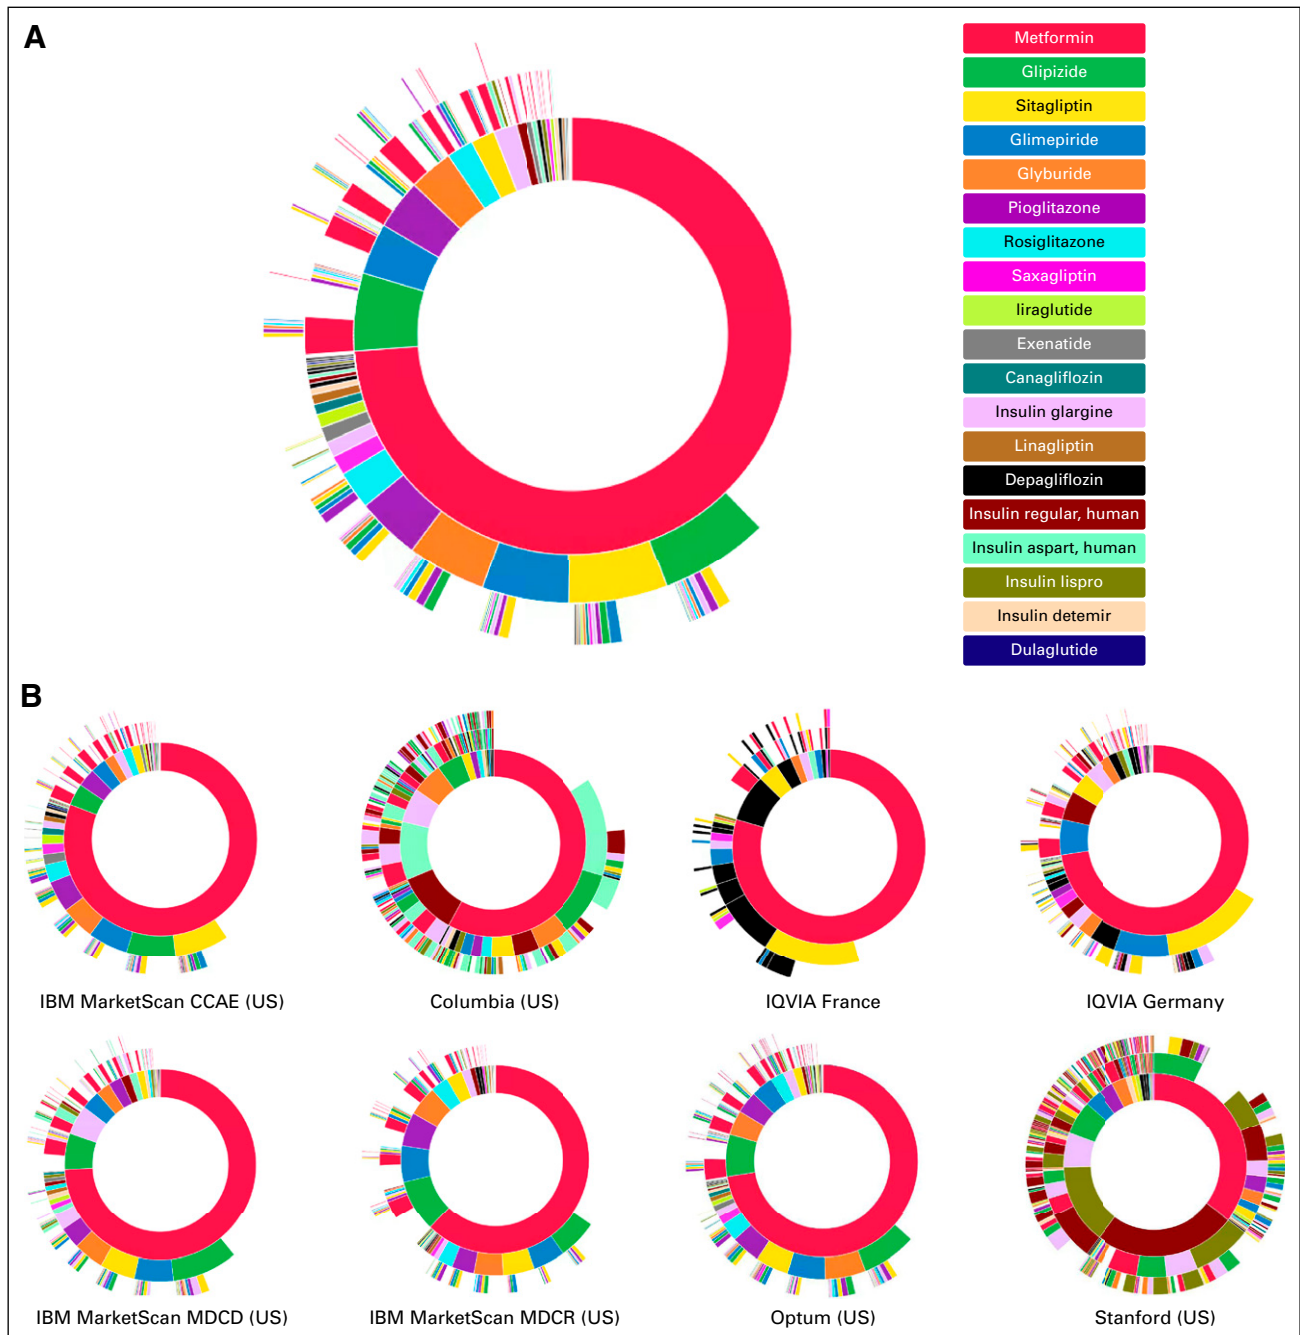 A
Metformin
Glipizide
Sitagliptin
Glimepiride
Glyburide
Pioglitazone
Rosiglitazone
Saxagliptin
liraglutide
Exenatide
Canagliflozin
Insulin glargine
Linagliptin
Depagliflozin
Insulin regular, human
Insulin aspart, human
Insulin lispro
Insulin detemir
Dulaglutide
B
IBM MarketScan CCAE (US)
Columbia (US)
IQVIA France
IQVIA Germany
IBM MarketScan MDCD (US)
IBM MarketScan MDCR (US)
Optum (US)
Stanford (US)